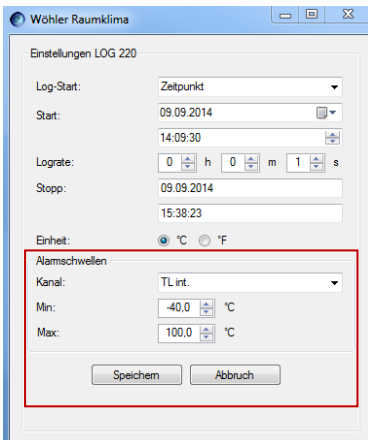 Wöhler Raumklima
Einstellungen LOG 220
Log-Start: Zeitpunkt
Start: 09.09.2014
14:09:30
Lograte: 0 h 0 m 1 s
Stopp: 09.09.2014
15:38:23
Einheit: °C °F
Alarmschwellen
Kanal: TL int.
Min: -40,0 °C
Max: 100,0 °C
Speichern Abbruch